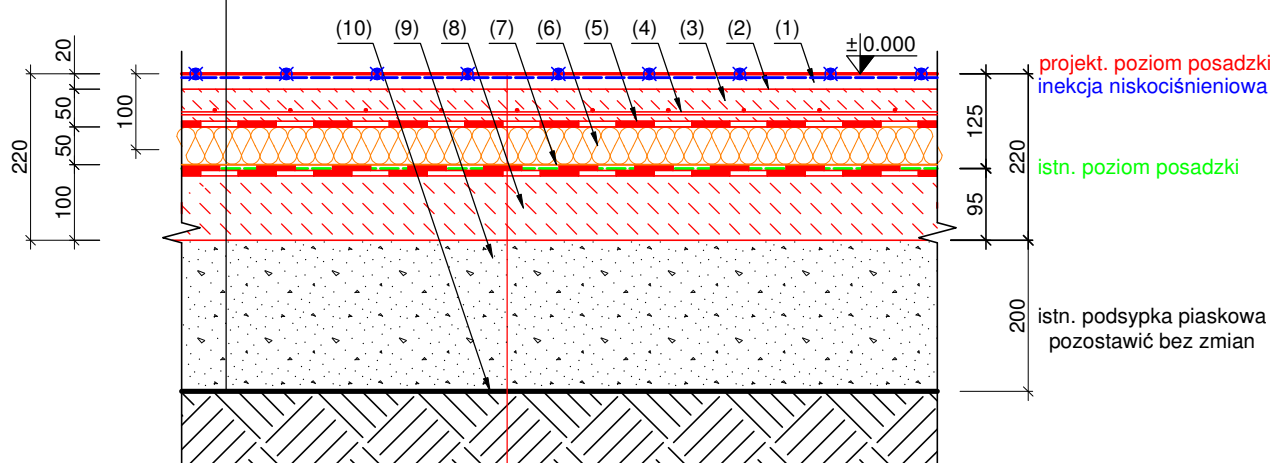 (10) (9) (8) (7) (6) (5) (4) (3) (2) (1)
±0.000
projekt. poziom posadzki
inekcja niskociśnieniowa
istn. poziom posadzki
istn. podsypka piaskowa
pozostawić bez zmian
20
50
50
100
220
100
125
95
220
200